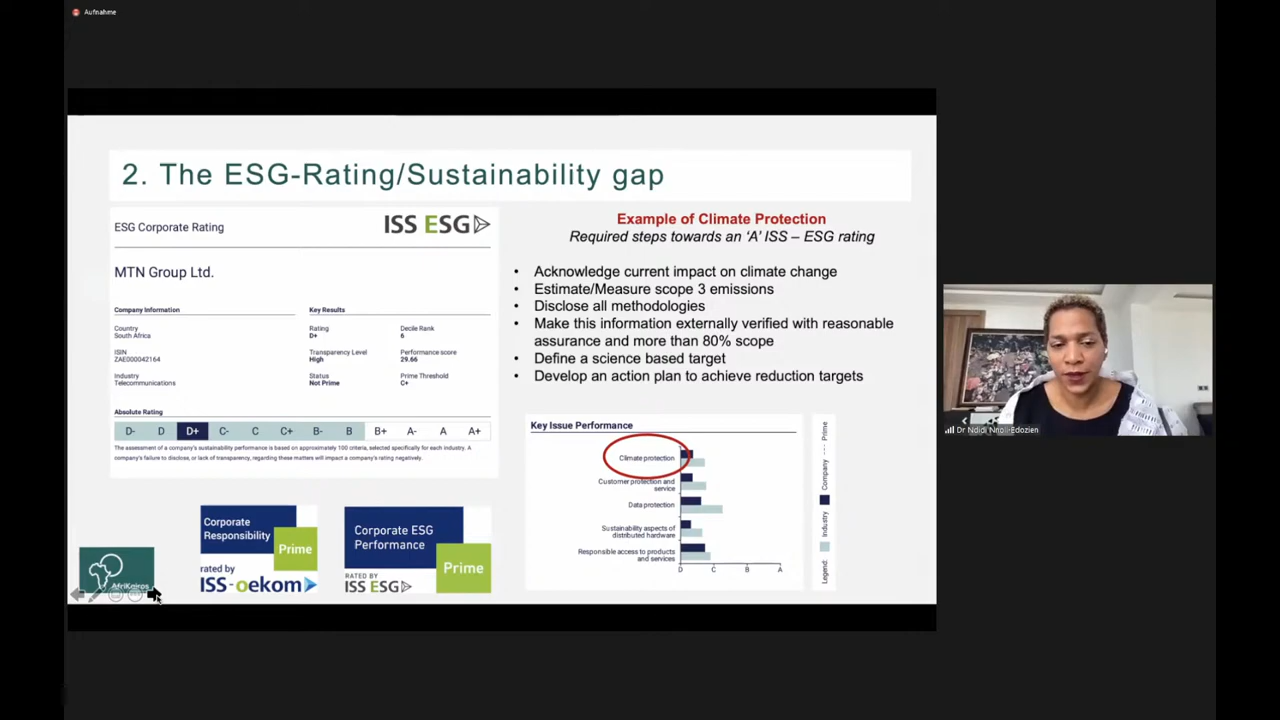 Aufnahme
2. The ESG-Rating/Sustainability gap
ESG Corporate Rating
ISS ESG
MTN Group Ltd.
Company Information
Key Results
Country
South Africa
Rating
D+
Decile Rank
6
ISIN
ZAE000042164
Transparency Level
High
Performance score
29.66
Industry
Telecommunications
Status
Not Prime
Prime Threshold
C+
Absolute Rating
D- D D+ C- C C+ B- B B+ A- A A+
The assessment of a company's sustainability performance is based on approximately 100 criteria, selected specifically for each industry. A
company's failure to disclose, or lack of transparency, regarding these matters will impact a company's rating negatively.
Example of Climate Protection
Required steps towards an ‘A’ ISS – ESG rating
• Acknowledge current impact on climate change
• Estimate/Measure scope 3 emissions
• Disclose all methodologies
• Make this information externally verified with reasonable
assurance and more than 80% scope
• Define a science based target
• Develop an action plan to achieve reduction targets
Key Issue Performance
Climate protection
Customer protection and
service
Data protection
Sustainability aspects of
distributed hardware
Responsible access to products
and services
D C B A
Legend: Industry Company --- Prime
Corporate
Responsibility
Prime
rated by
ISS-oekom
Corporate ESG
Performance
Prime
RATED BY
ISS ESG
AfriKairos
Dr Ndidi Nnoli-Edozien